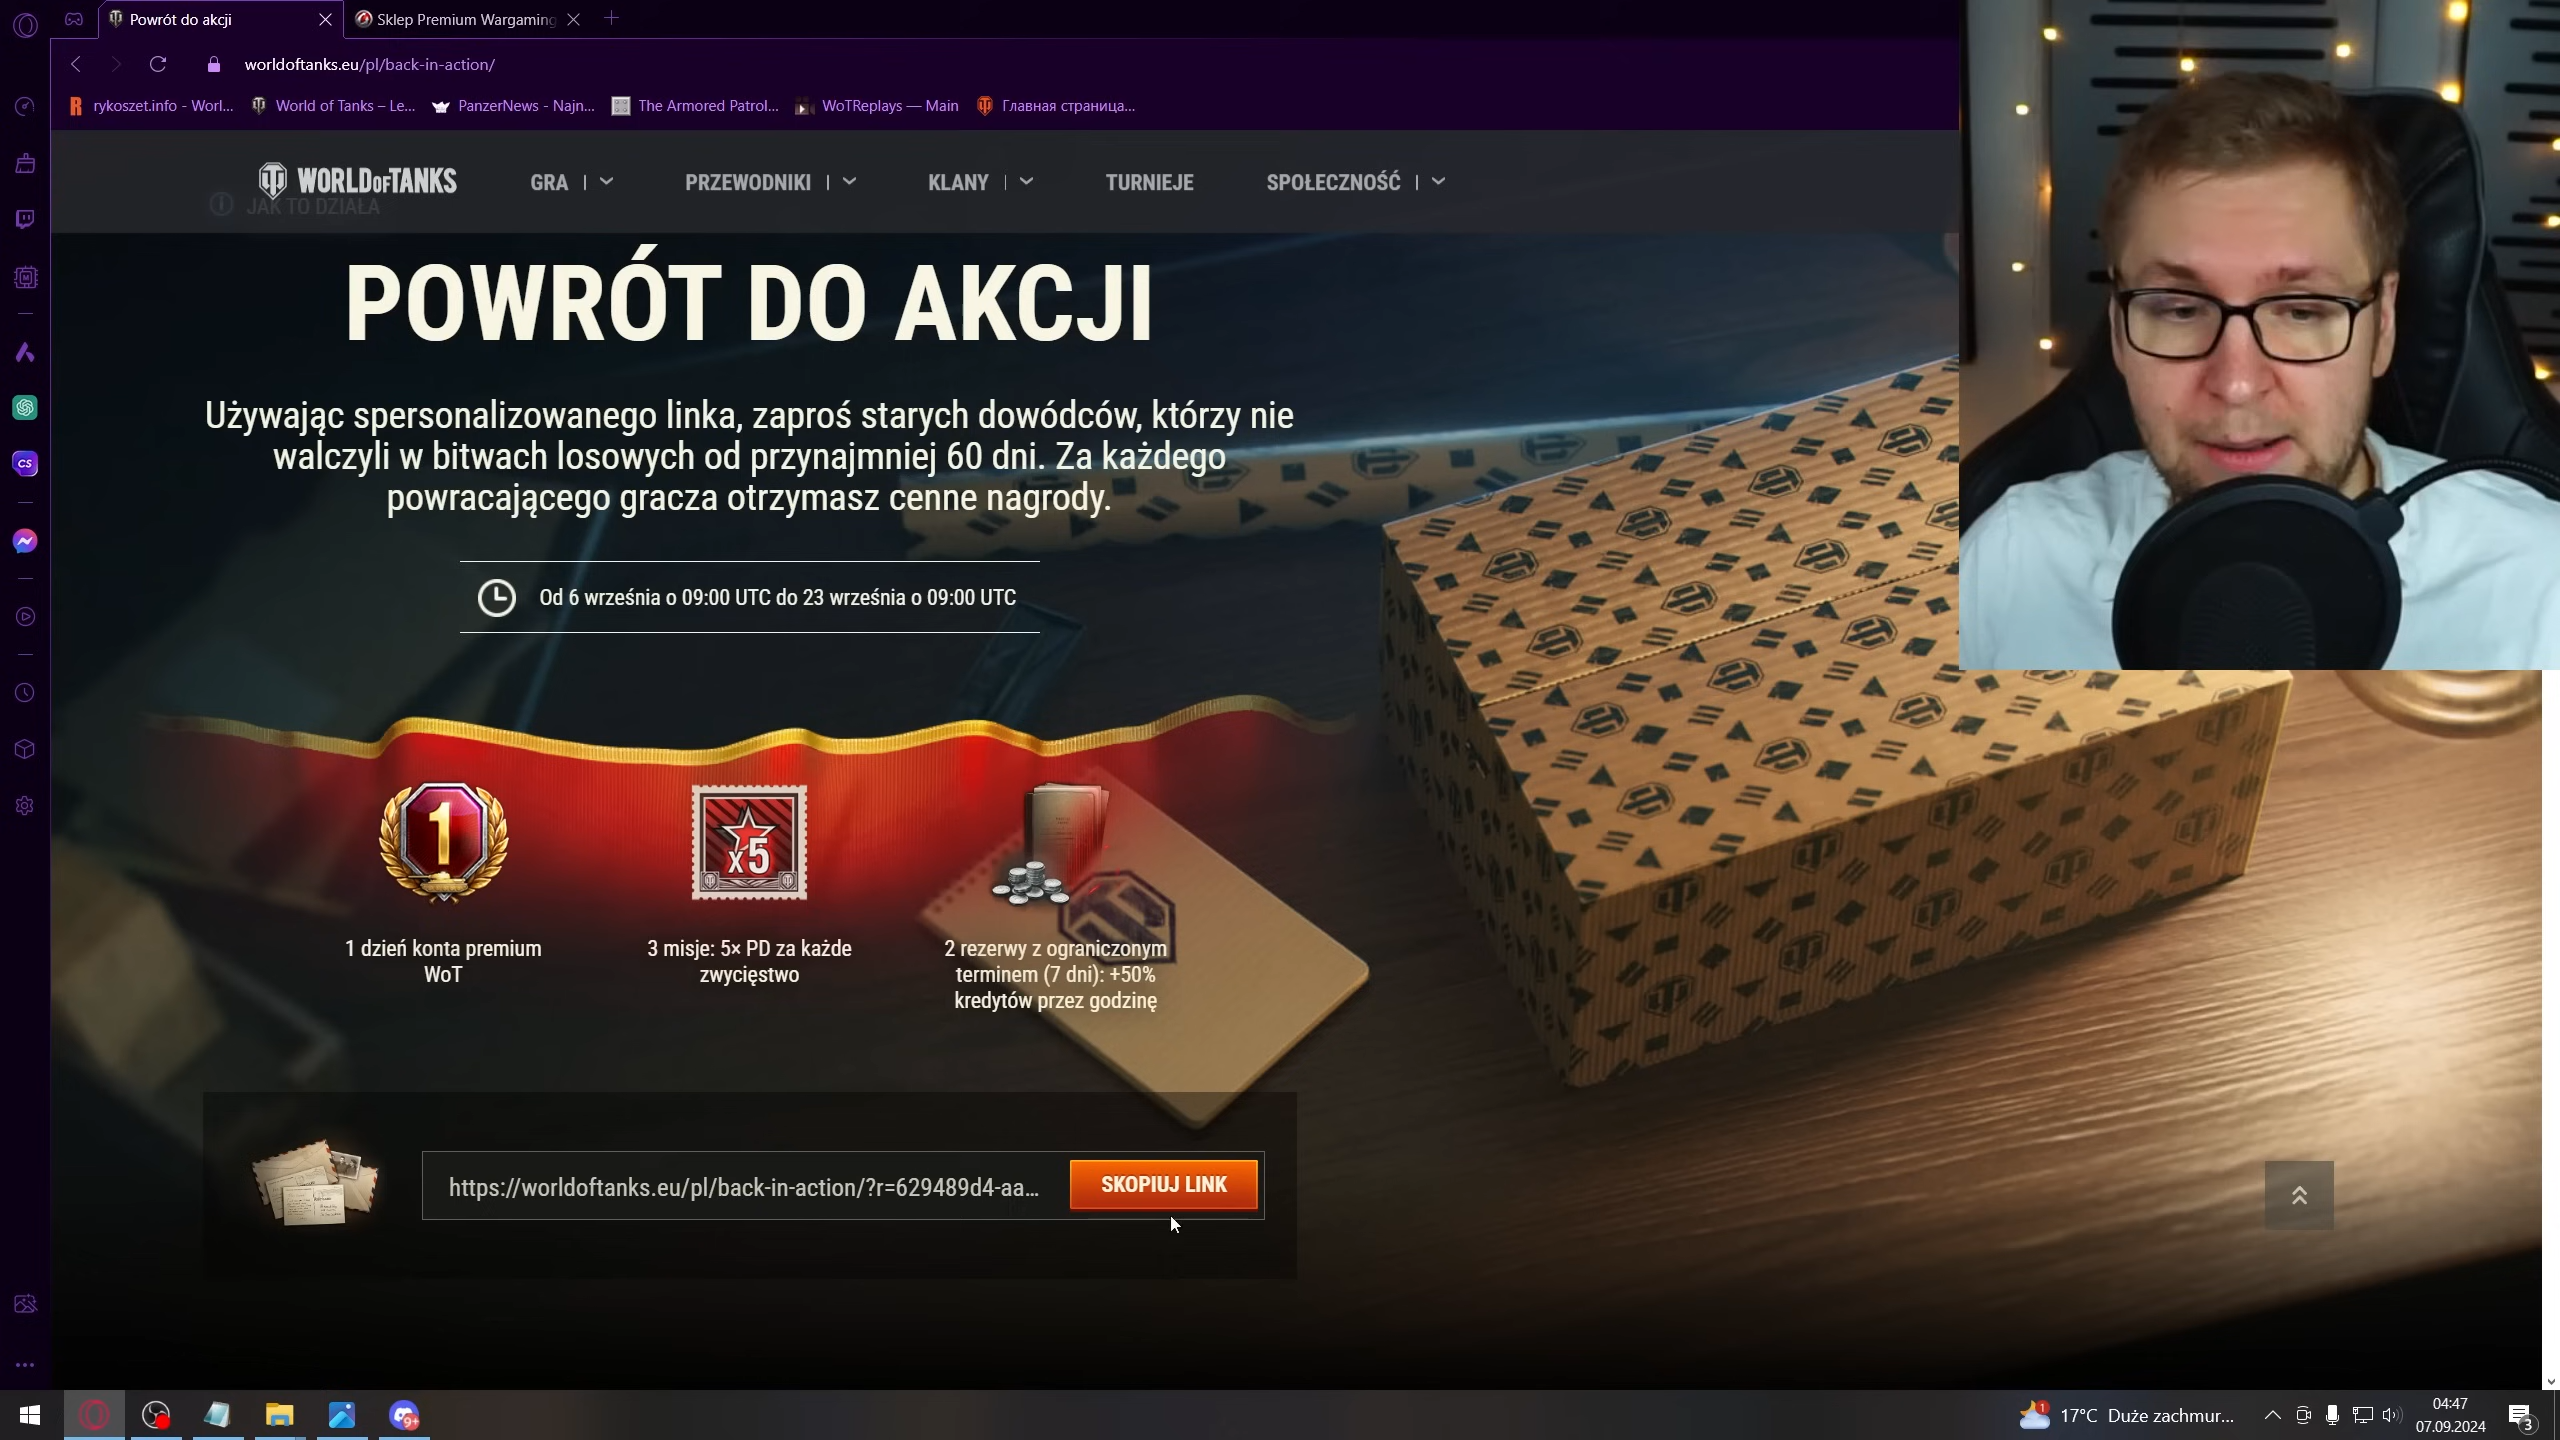 Powrót do akcji
Sklep Premium Wargaming
worldoftanks.eu/pl/back-in-action/
rykoszet.info - Worl...
World of Tanks – Le...
PanzerNews - Najn...
The Armored Patrol...
WoTReplays — Main
Главная страница...
WORLD OF TANKS
GRA
PRZEWODNIKI
KLANY
TURNIEJE
SPOŁECZNOŚĆ
JAK TO DZIAŁA
POWRÓT DO AKCJI
Używając spersonalizowanego linka, zaproś starych dowódców, którzy nie
walczyli w bitwach losowych od przynajmniej 60 dni. Za każdego
powracającego gracza otrzymasz cenne nagrody.
Od 6 września o 09:00 UTC do 23 września o 09:00 UTC
1
x5
1 dzień konta premium
WoT
3 misje: 5× PD za każde
zwycięstwo
2 rezerwy z ograniczonym
terminem (7 dni): +50%
kredytów przez godzinę
https://worldoftanks.eu/pl/back-in-action/?r=629489d4-aa...
SKOPIUJ LINK
CS
9+
1
17°C Duże zachmur...
04:47
07.09.2024
3